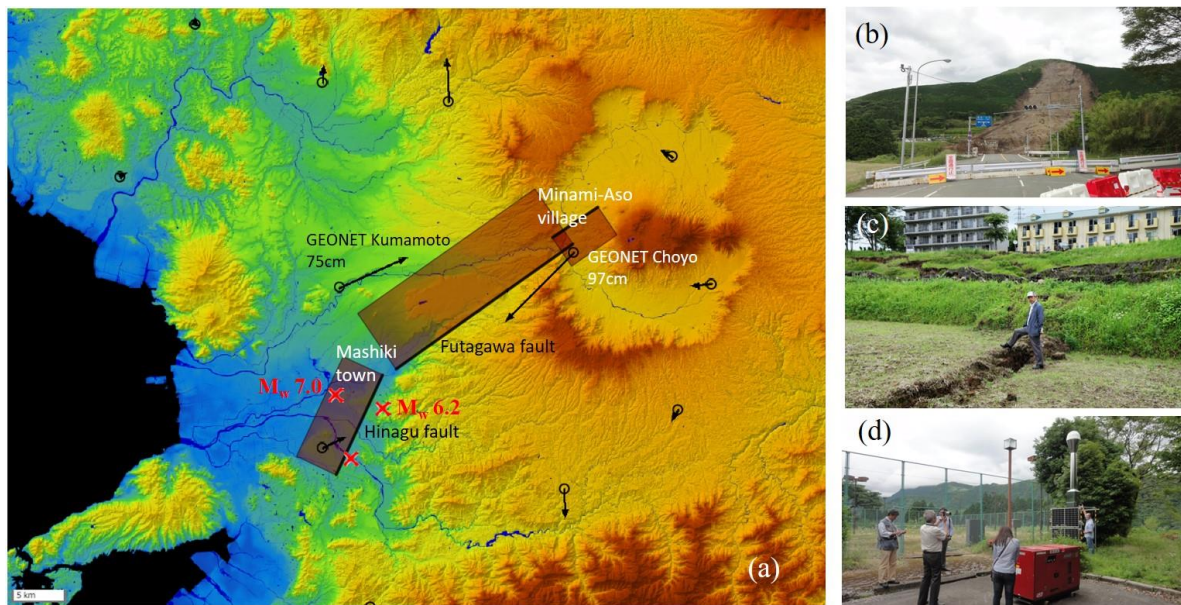 Minami-Aso
village
GEONET Kumamoto
75cm
GEONET Choyo
97cm
Futagawa fault
Mashiki
town
Mw 7.0
Mw 6.2
Hinagu fault
5 km
(a)
(b)
(c)
(d)